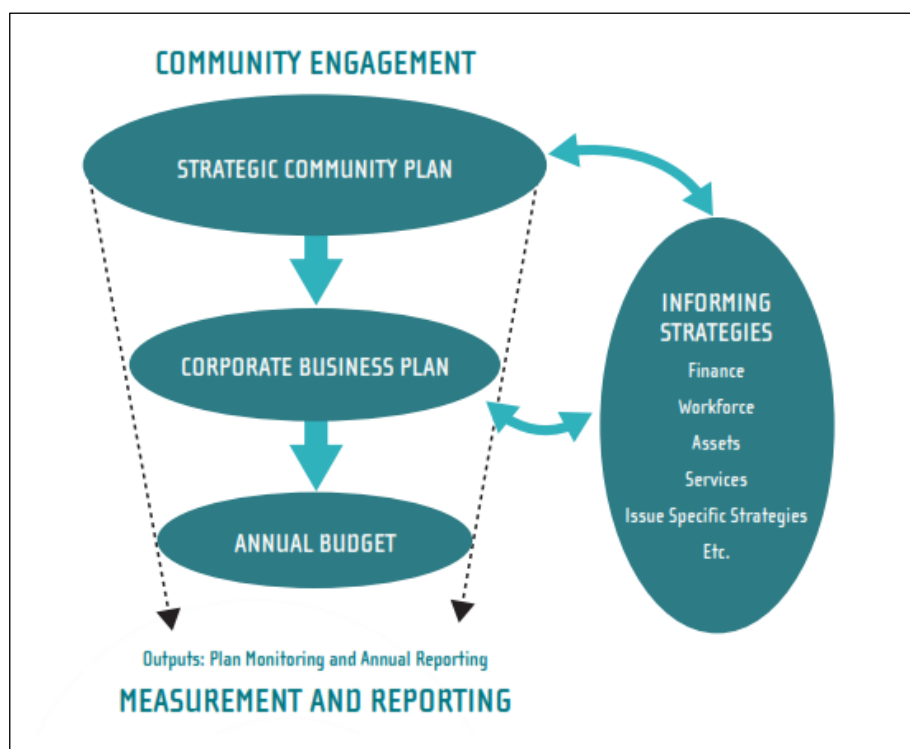 COMMUNITY ENGAGEMENT
STRATEGIC COMMUNITY PLAN
CORPORATE BUSINESS PLAN
ANNUAL BUDGET
INFORMING
STRATEGIES
Finance
Workforce
Assets
Services
Issue Specific Strategies
Etc.
Outputs: Plan Monitoring and Annual Reporting
MEASUREMENT AND REPORTING